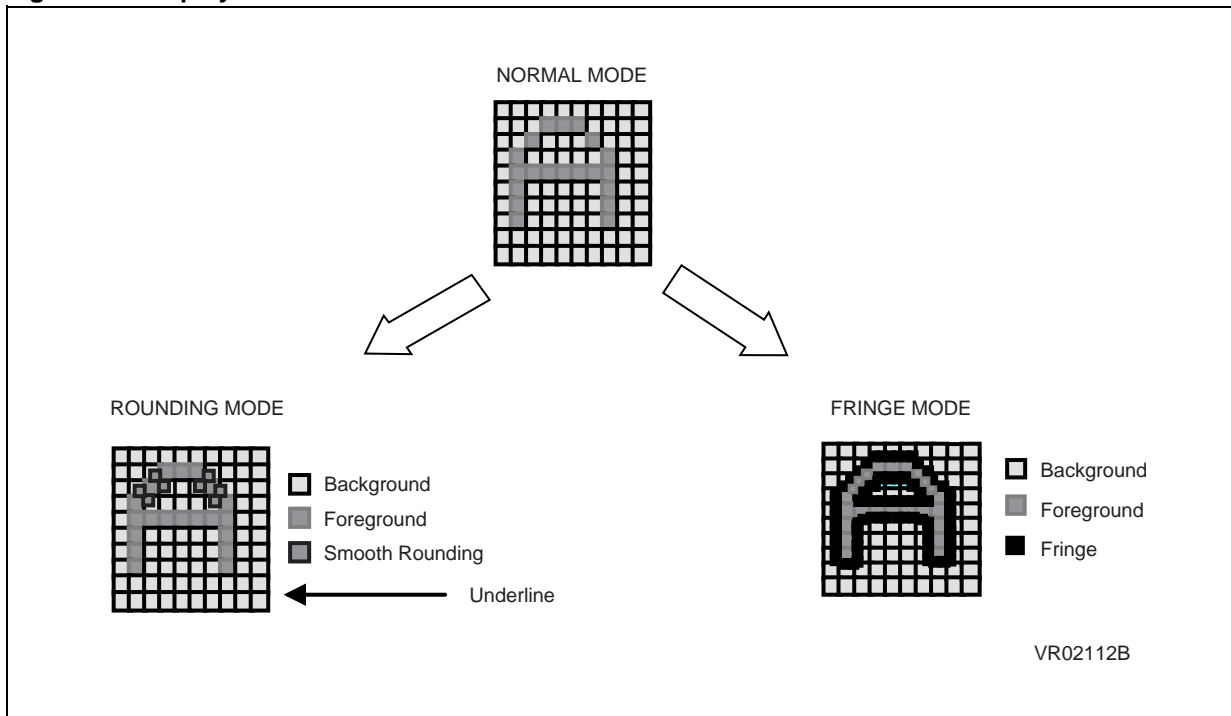 NORMAL MODE
ROUNDING MODE
Background
Foreground
Smooth Rounding
Underline
FRINGE MODE
Background
Foreground
Fringe
VR02112B